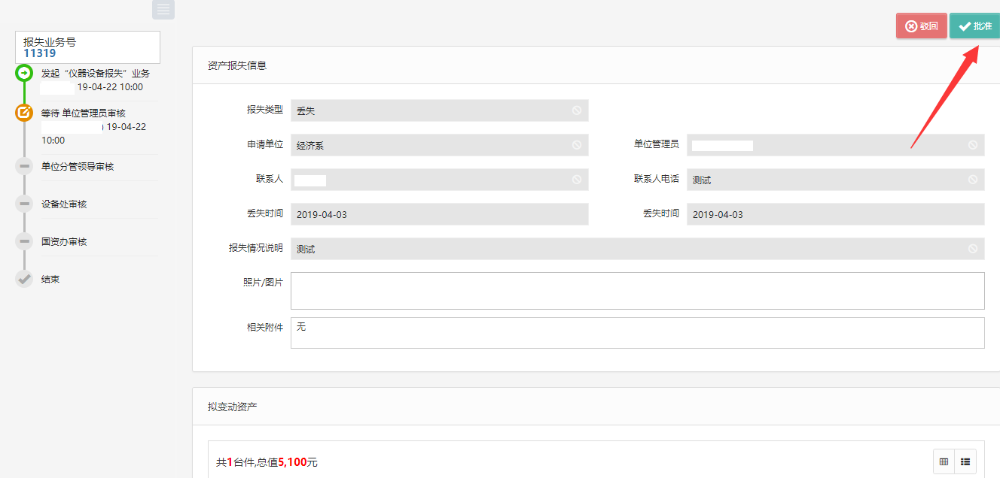 报失业务号
11319
发起“仪器设备报失”业务
19-04-22 10:00
等待 单位管理员审核
) 19-04-22
10:00
单位分管领导审核
设备处审核
国资办审核
结束
驳回 批准
资产报失信息
报失类型 丢失
申请单位 经济系 单位管理员
联系人 联系人电话 测试
丢失时间 2019-04-03 丢失时间 2019-04-03
报失情况说明 测试
照片/图片
相关附件 无
拟变动资产
共1台件,总值5,100元